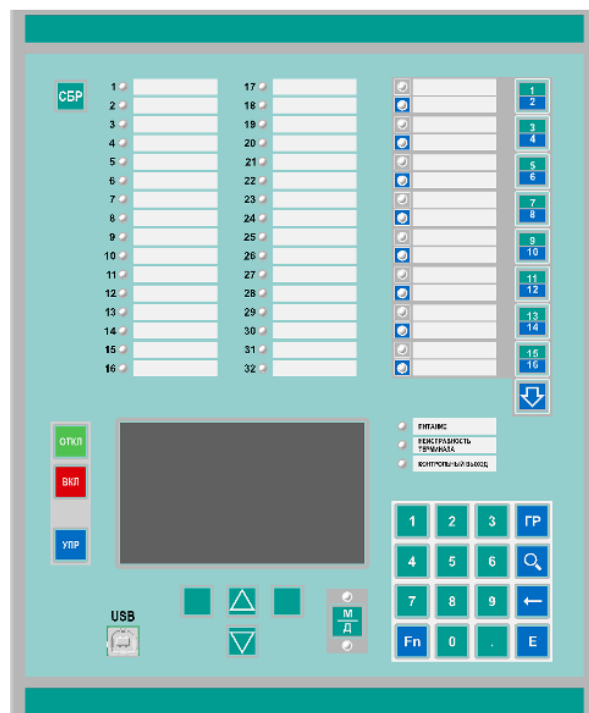 СБР
1 17
2 18
3 19
4 20
5 21
6 22
7 23
8 24
9 25
10 26
11 27
12 28
13 29
14 30
15 31
16 32
1
2
3
4
5
6
7
8
9
10
11
12
13
14
15
16
ОТКЛ
ВКЛ
УПР
ПИТАНИЕ
НЕИСПРАВНОСТЬ
ТЕРМИНАЛА
КОНТРОЛЬНЫЙ ВЫХОД
1 2 3 ГР
4 5 6
7 8 9
Fn 0 . E
USB
М
Д